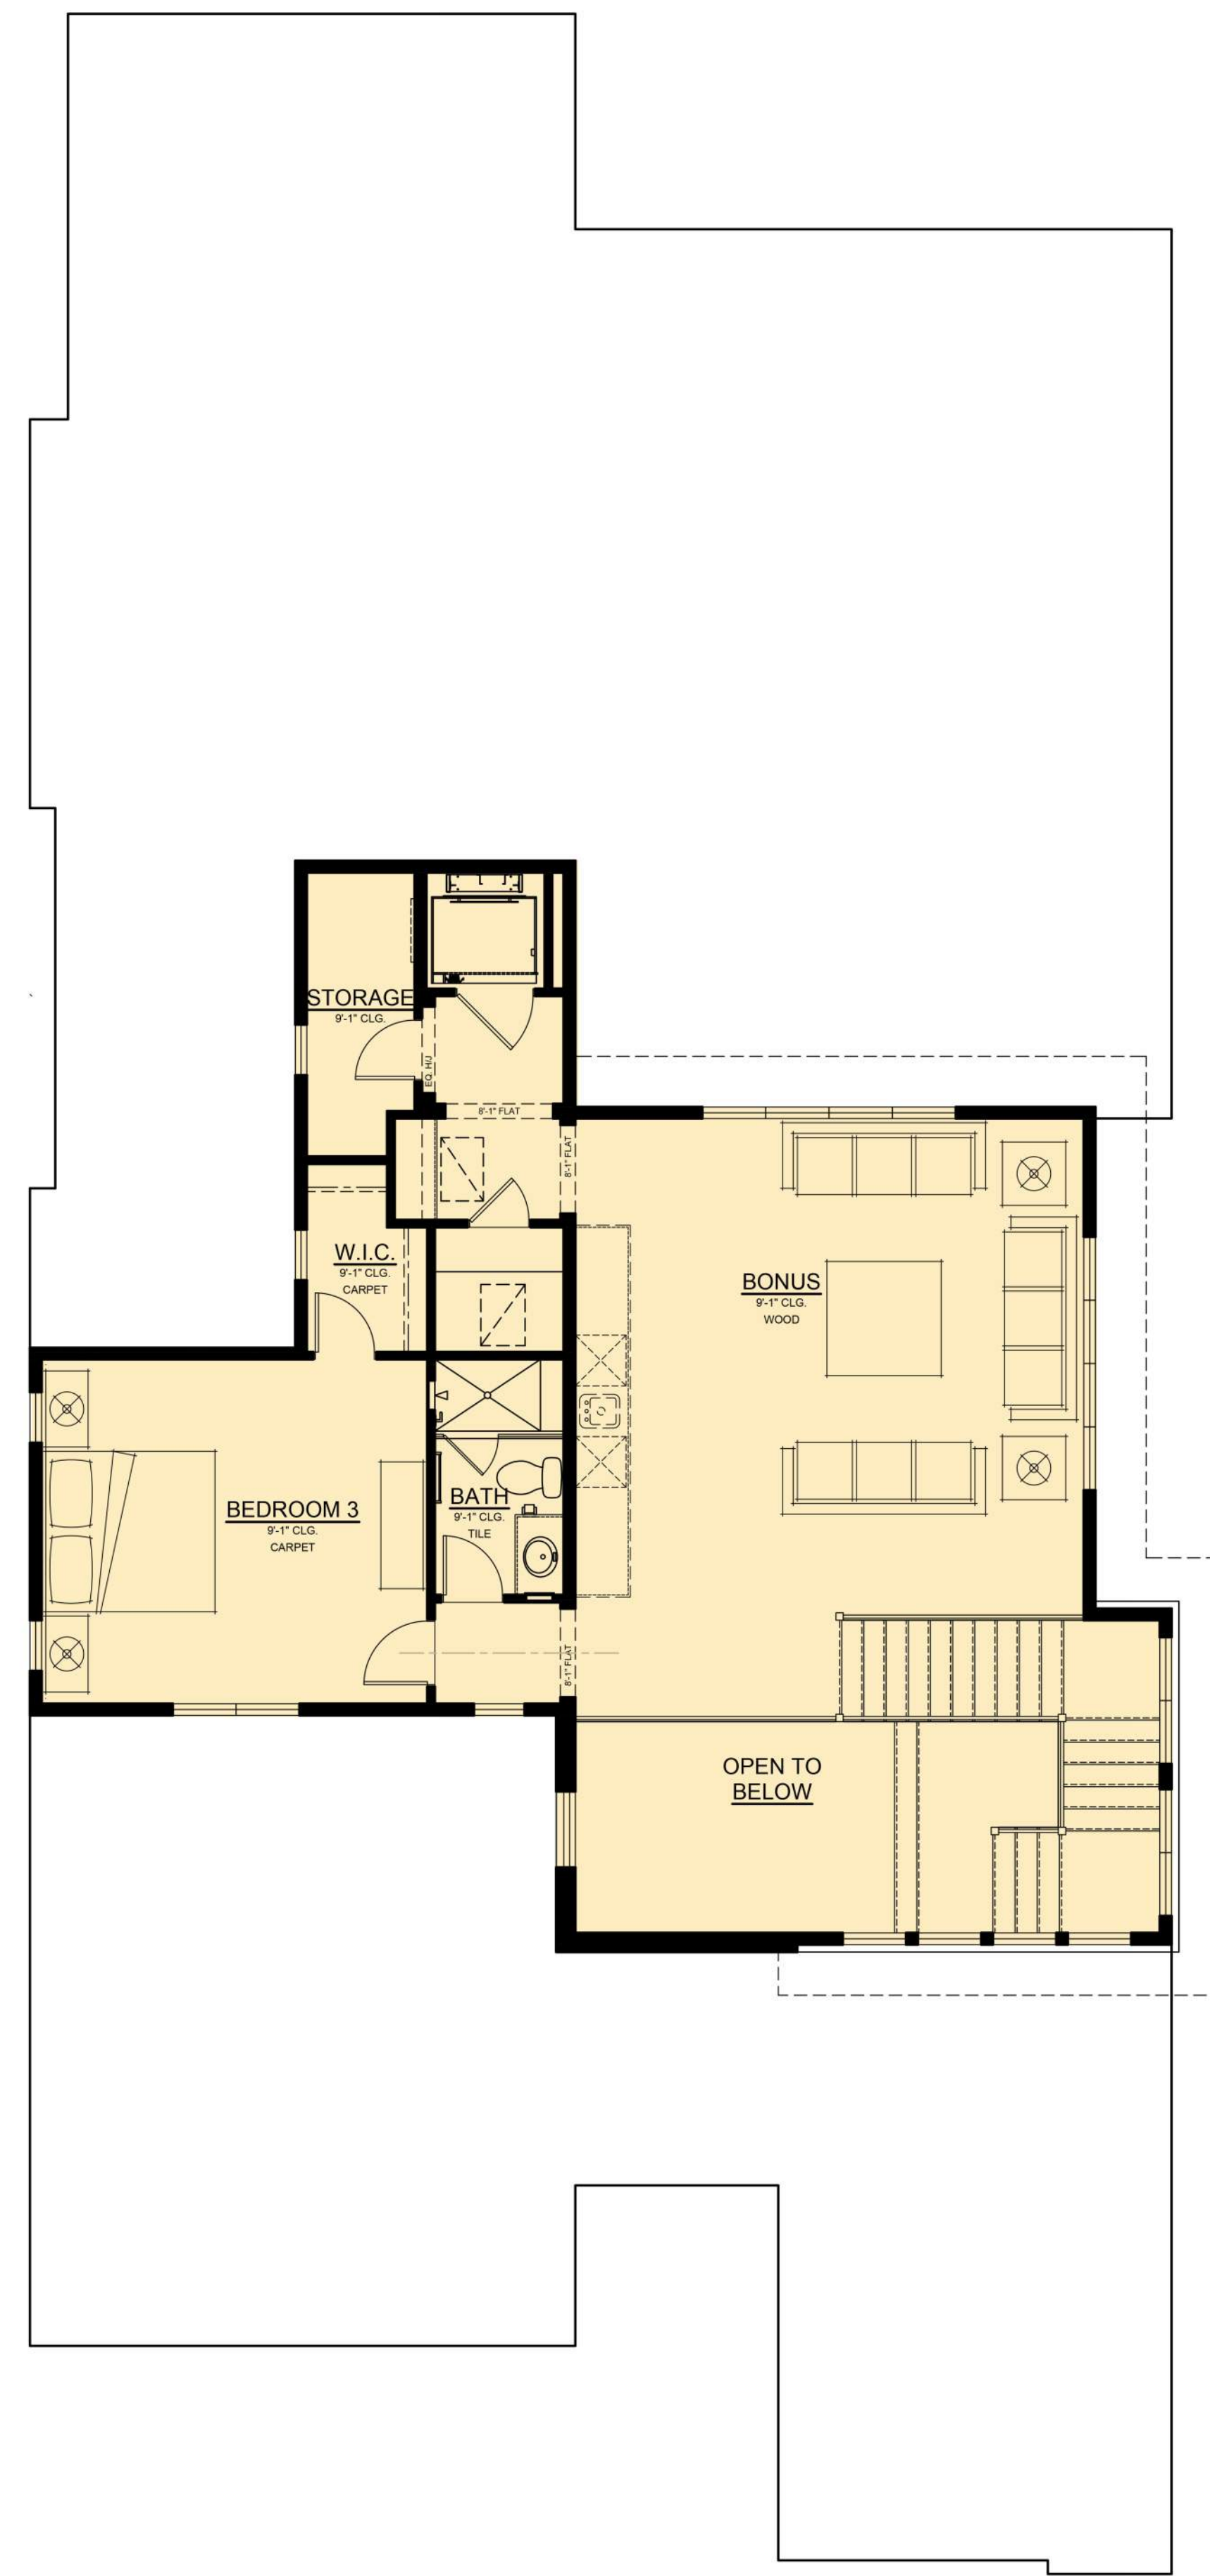 STORAGE
9'-1" CLG.
EQ. H/J
8'-1" FLAT
8'-1" FLAT
W.I.C.
9'-1" CLG.
CARPET
BONUS
9'-1" CLG.
WOOD
BEDROOM 3
9'-1" CLG.
CARPET
BATH
9'-1" CLG.
TILE
8'-1" FLAT
OPEN TO
BELOW